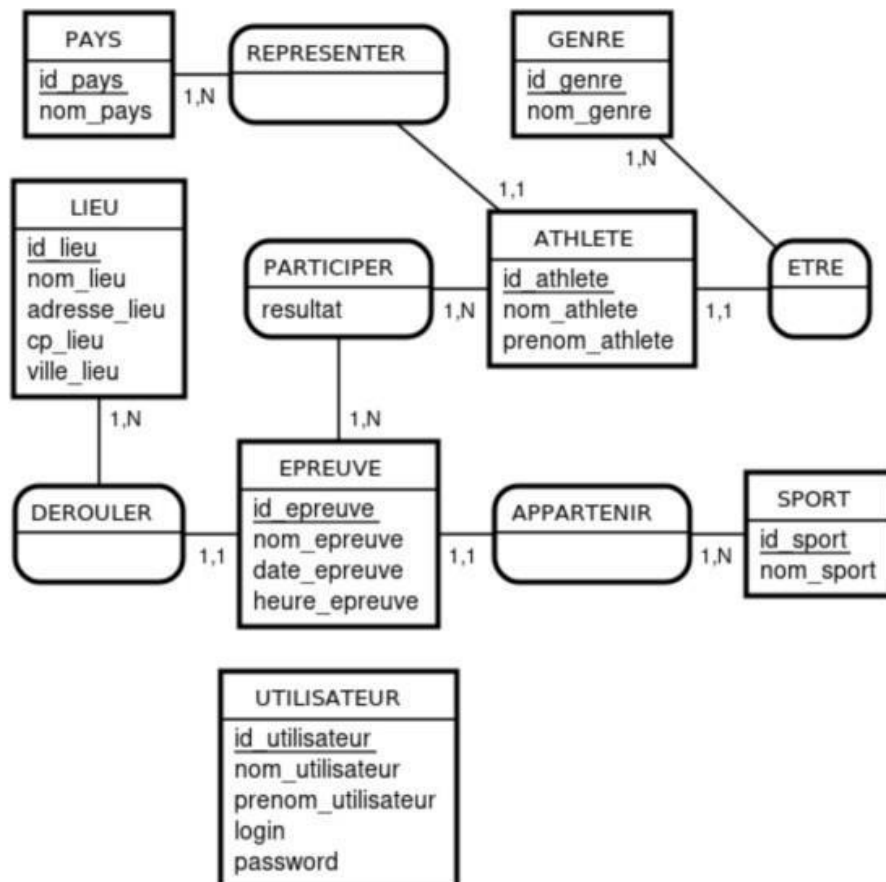 PAYS
id_pays
nom_pays
1,N
REPRESENTER
GENRE
id_genre
nom_genre
1,N
1,1
LIEU
id_lieu
nom_lieu
adresse_lieu
cp_lieu
ville_lieu
1,N
PARTICIPER
resultat
1,N
1,N
ATHLETE
id_athlete
nom_athlete
prenom_athlete
1,1
ETRE
DEROULER
1,1
EPREUVE
id_epreuve
nom_epreuve
date_epreuve
heure_epreuve
1,1
APPARTENIR
1,N
SPORT
id_sport
nom_sport
UTILISATEUR
id_utilisateur
nom_utilisateur
prenom_utilisateur
login
password